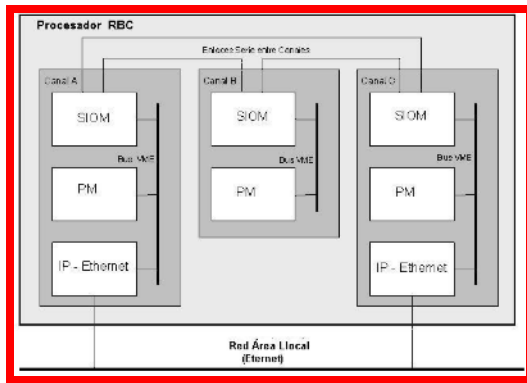 Procesador RBC
Enlaces Serie entre Canales
Canal A
Canal B
Canal C
SIOM
SIOM
SIOM
Bus VME
Bus VME
Bus VME
PM
PM
PM
IP - Ethernet
IP - Ethernet
Red Área Llocal
(Eternet)